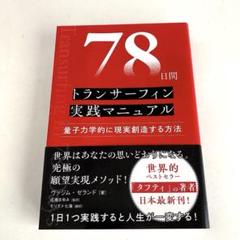 78日間
トランサーフィン
実践マニュアル
量子力学的に現実創造する方法
世界はあなたの思いどおりになる。
究極の
願望実現メソッド!
ヴァジム・ゼランド(著)
世界的
ベストセラー
「タフティ」の著者
日本最新刊!
1日1つ実践すると人生が一変する!